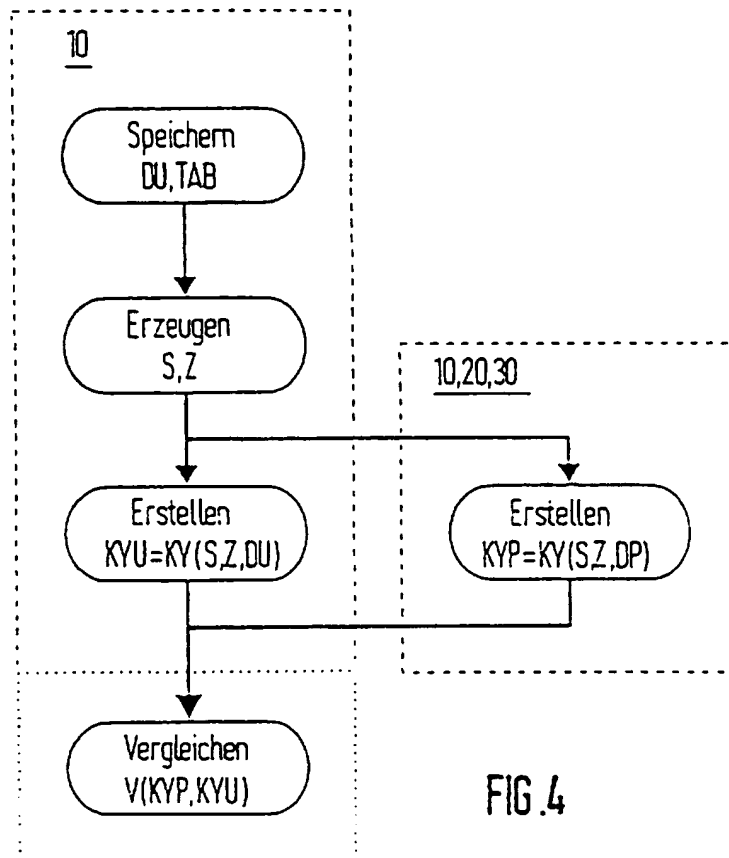 10
Speichern
DU,TAB
Erzeugen
S,Z
10,20,30
Erstellen
KYU=KY(S,Z,DU)
Erstellen
KYP=KY(S,Z,DP)
Vergleichen
V(KYP,KYU)
FIG.4